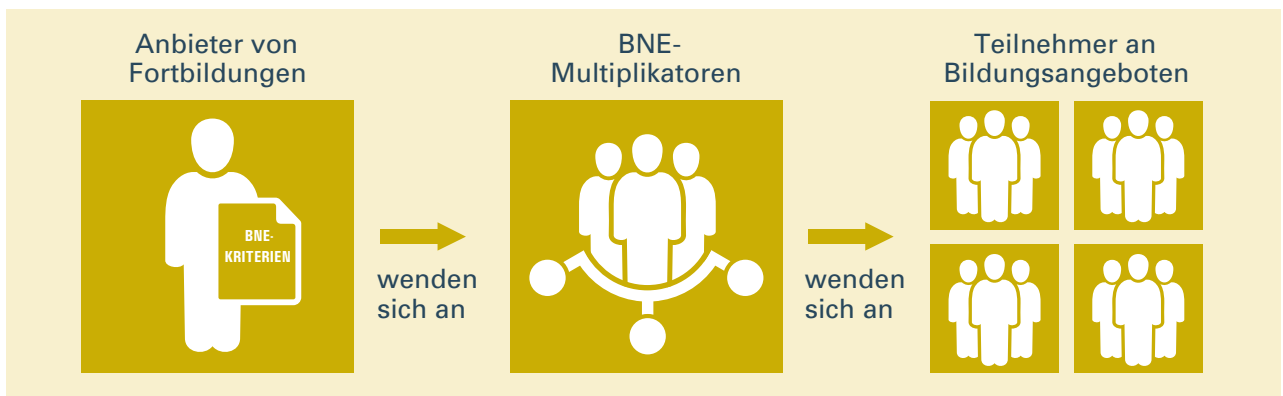 Anbieter von
Fortbildungen
BNE-
KRITERIEN
wenden
sich an
BNE-
Multiplikatoren
wenden
sich an
Teilnehmer an
Bildungsangeboten